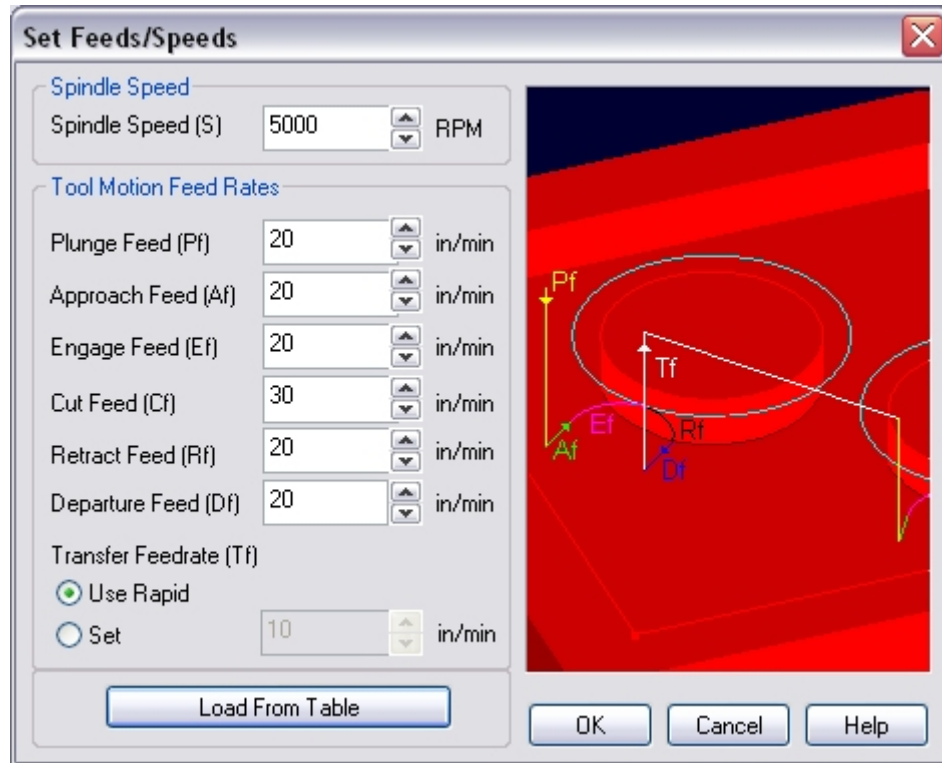 Set Feeds/Speeds
Spindle Speed
Spindle Speed (S) 5000 RPM
Tool Motion Feed Rates
Plunge Feed (Pf) 20 in/min
Approach Feed (Af) 20 in/min
Engage Feed (Ef) 20 in/min
Cut Feed (Cf) 30 in/min
Retract Feed (Rf) 20 in/min
Departure Feed (Df) 20 in/min
Transfer Feedrate (Tf)
Use Rapid
Set 10 in/min
Load From Table
Pf
Tf
Ef
Rf
Af
Df
OK Cancel Help